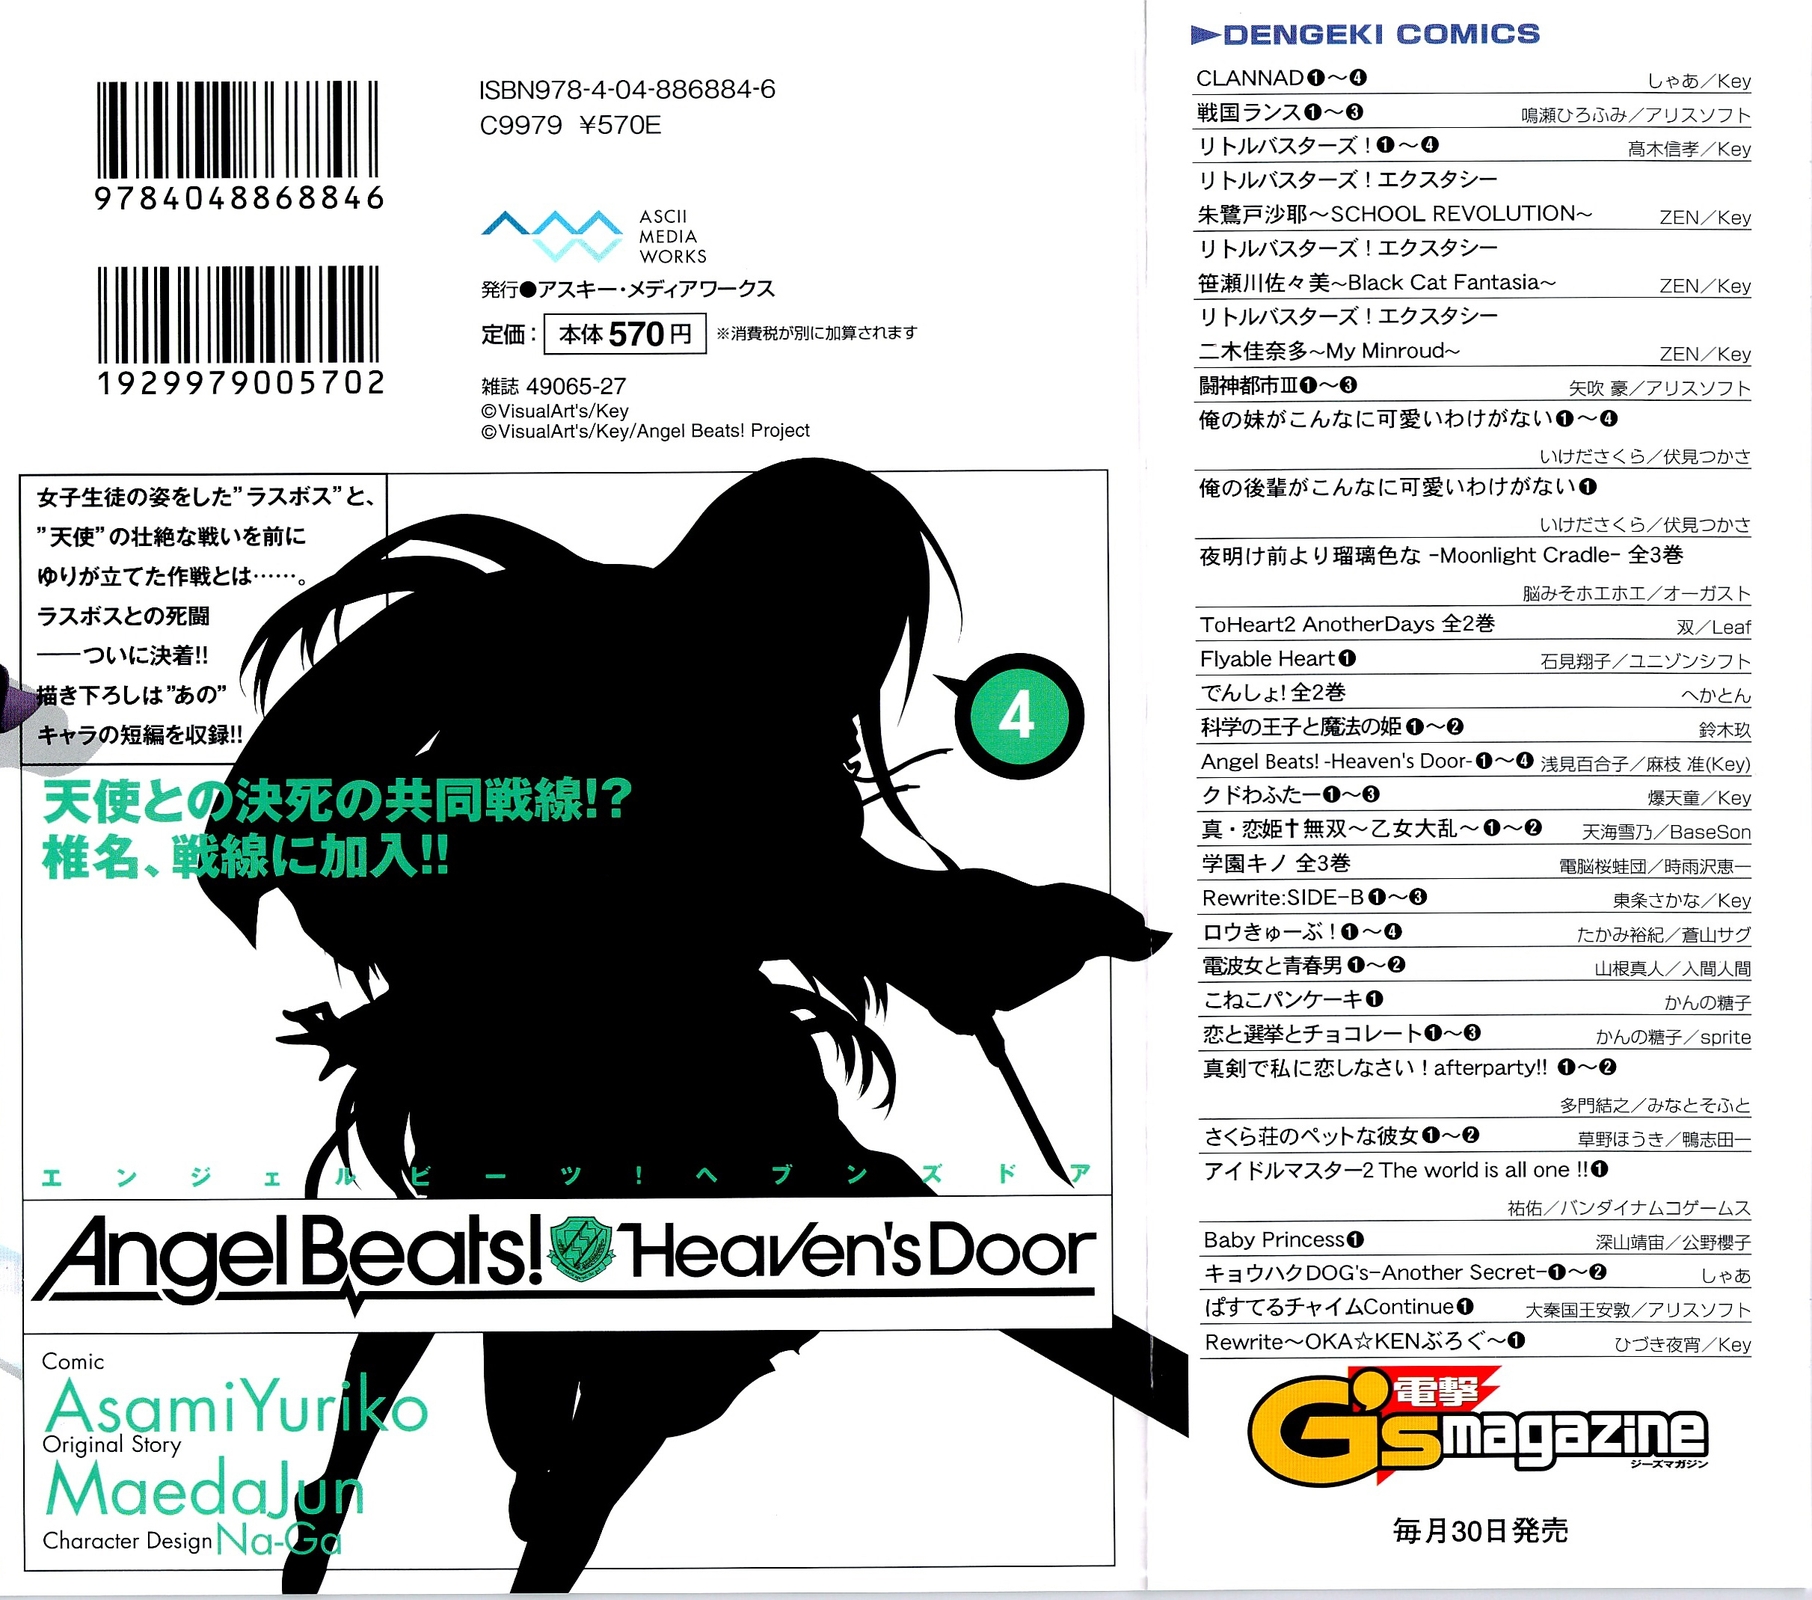 9784048868846
1929979005702
ISBN978-4-04-886884-6
C9979 ¥570E
ASCII
MEDIA
WORKS
発行●アスキー・メディアワークス
定価： 本体570円 ※消費税が別に加算されます
雑誌 49065-27
©VisualArt's/Key
©VisualArt's/Key/Angel Beats! Project
女子生徒の姿をした”ラスボス”と、
”天使”の壮絶な戦いを前に
ゆりが立てた作戦とは……。
ラスボスとの死闘
――ついに決着!!
描き下ろしは”あの”
キャラの短編を収録!!
4
天使との決死の共同戦線!?
椎名、戦線に加入!!
エンジェルビーツ！ヘブンズドア
Angel Beats! Heaven's Door
Comic
AsamiYuriko
Original Story
MaedaJun
Character Design Na-Ga
▶DENGEKI COMICS
CLANNAD❶〜❹ しゃあ／Key
戦国ランス❶〜❸ 鳴瀬ひろふみ／アリスソフト
リトルバスターズ！❶〜❹ 髙木信孝／Key
リトルバスターズ！エクスタシー
朱鷺戸沙耶〜SCHOOL REVOLUTION〜 ZEN／Key
リトルバスターズ！エクスタシー
笹瀬川佐々美〜Black Cat Fantasia〜 ZEN／Key
リトルバスターズ！エクスタシー
二木佳奈多〜My Minroud〜 ZEN／Key
闘神都市Ⅲ❶〜❸ 矢吹 豪／アリスソフト
俺の妹がこんなに可愛いわけがない❶〜❹
いけださくら／伏見つかさ
俺の後輩がこんなに可愛いわけがない❶
いけださくら／伏見つかさ
夜明け前より瑠璃色な -Moonlight Cradle- 全3巻
脳みそホエホエ／オーガスト
ToHeart2 AnotherDays 全2巻 双／Leaf
Flyable Heart❶ 石見翔子／ユニゾンシフト
でんしょ！全2巻 へかとん
科学の王子と魔法の姫❶〜❷ 鈴木玖
Angel Beats! -Heaven's Door-❶〜❹ 浅見百合子／麻枝 准(Key)
クドわふたー❶〜❸ 爆天童／Key
真・恋姫†無双〜乙女大乱〜❶〜❷ 天海雪乃／BaseSon
学園キノ 全3巻 電脳桜蛙団／時雨沢恵一
Rewrite:SIDE-B❶〜❸ 東条さかな／Key
ロウきゅーぶ！❶〜❹ たかみ裕紀／蒼山サグ
電波女と青春男❶〜❷ 山根真人／入間人間
こねこパンケーキ❶ かんの糖子
恋と選挙とチョコレート❶〜❸ かんの糖子／sprite
真剣で私に恋しなさい！afterparty!! ❶〜❷
多門結之／みなとそふと
さくら荘のペットな彼女❶〜❷ 草野ほうき／鴨志田一
アイドルマスター2 The world is all one !!❶
祐佑／バンダイナムコゲームス
Baby Princess❶ 深山靖宙／公野櫻子
キョウハクDOG's-Another Secret-❶〜❷ しゃあ
ぱすてるチャイムContinue❶ 大秦国王安敦／アリスソフト
Rewrite〜OKA☆KENぶろぐ〜❶ ひづき夜宵／Key
電撃
G's magazine
ジーズマガジン
毎月30日発売